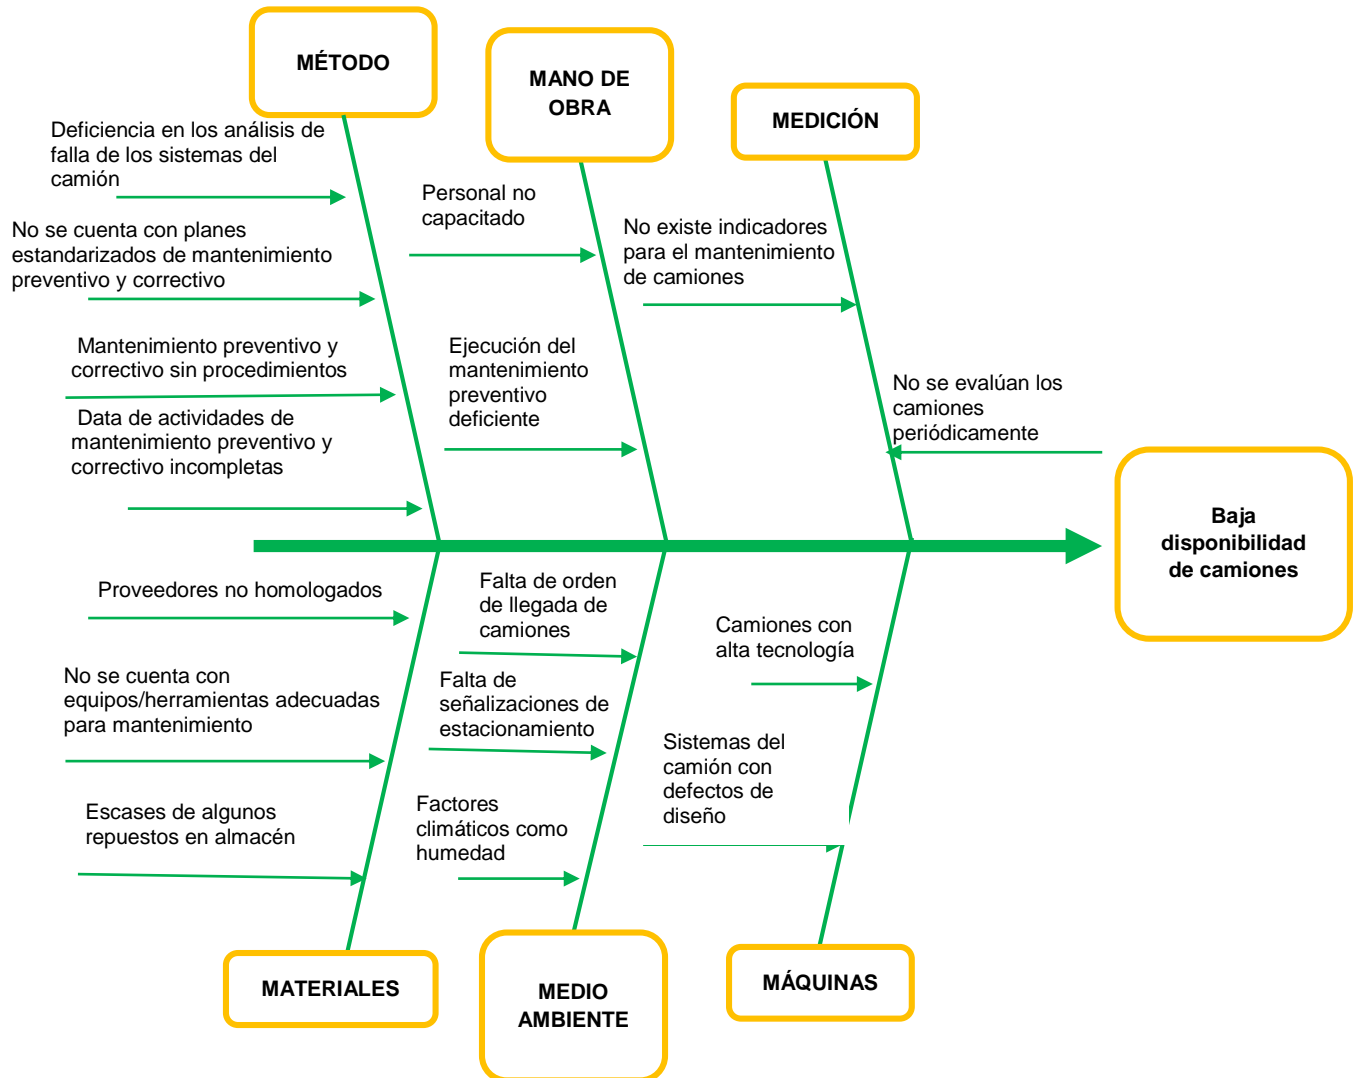 MÉTODO
MANO DE
OBRA
MEDICIÓN
Deficiencia en los análisis de
falla de los sistemas del
camión
No se cuenta con planes
estandarizados de mantenimiento
preventivo y correctivo
Mantenimiento preventivo y
correctivo sin procedimientos
Data de actividades de
mantenimiento preventivo y
correctivo incompletas
Personal no
capacitado
Ejecución del
mantenimiento
preventivo
deficiente
No existe indicadores
para el mantenimiento
de camiones
No se evalúan los
camiones
periódicamente
Baja
disponibilidad
de camiones
Proveedores no homologados
No se cuenta con
equipos/herramientas adecuadas
para mantenimiento
Escases de algunos
repuestos en almacén
Falta de orden
de llegada de
camiones
Falta de
señalizaciones de
estacionamiento
Factores
climáticos como
humedad
Camiones con
alta tecnología
Sistemas del
camión con
defectos de
diseño
MATERIALES
MEDIO
AMBIENTE
MÁQUINAS